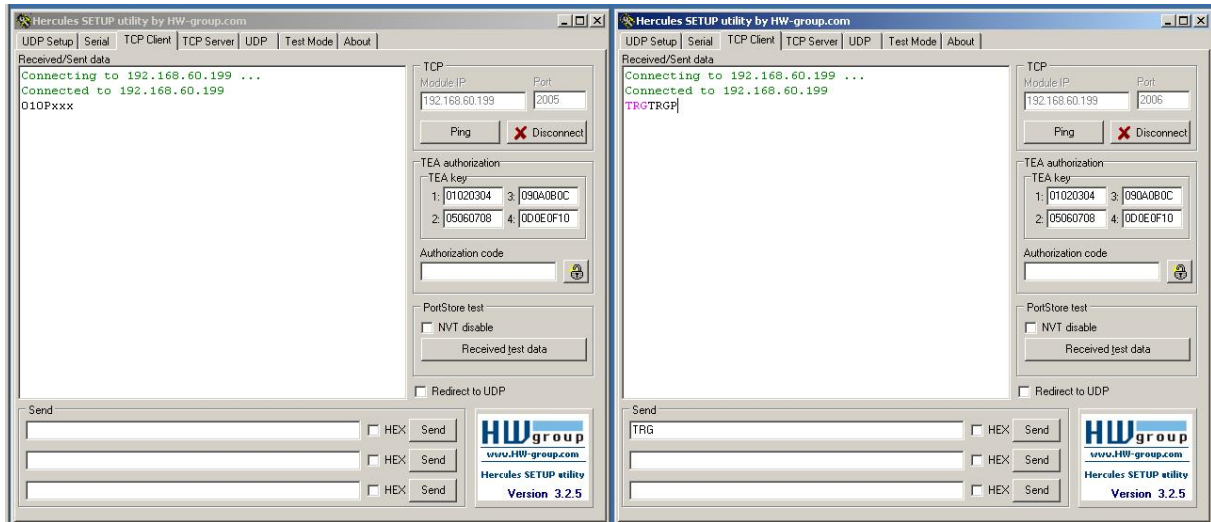 Hercules SETUP utility by HW-group.com
UDP Setup Serial TCP Client TCP Server UDP Test Mode About
Received/Sent data
Connecting to 192.168.60.199 ...
Connected to 192.168.60.199
010Pxxx
TCP
Module IP Port
192.168.60.199 2005
Ping Disconnect
TEA authorization
TEA key
1: 01020304 3: 090A0B0C
2: 05060708 4: 0D0E0F10
Authorization code
PortStore test
NVT disable
Received test data
Redirect to UDP
Send
HEX Send
HEX Send
HEX Send
HW group
www.HW-group.com
Hercules SETUP utility
Version 3.2.5
Hercules SETUP utility by HW-group.com
UDP Setup Serial TCP Client TCP Server UDP Test Mode About
Received/Sent data
Connecting to 192.168.60.199 ...
Connected to 192.168.60.199
TRGTRGP
TCP
Module IP Port
192.168.60.199 2006
Ping Disconnect
TEA authorization
TEA key
1: 01020304 3: 090A0B0C
2: 05060708 4: 0D0E0F10
Authorization code
PortStore test
NVT disable
Received test data
Redirect to UDP
Send
TRG HEX Send
HEX Send
HEX Send
HW group
www.HW-group.com
Hercules SETUP utility
Version 3.2.5